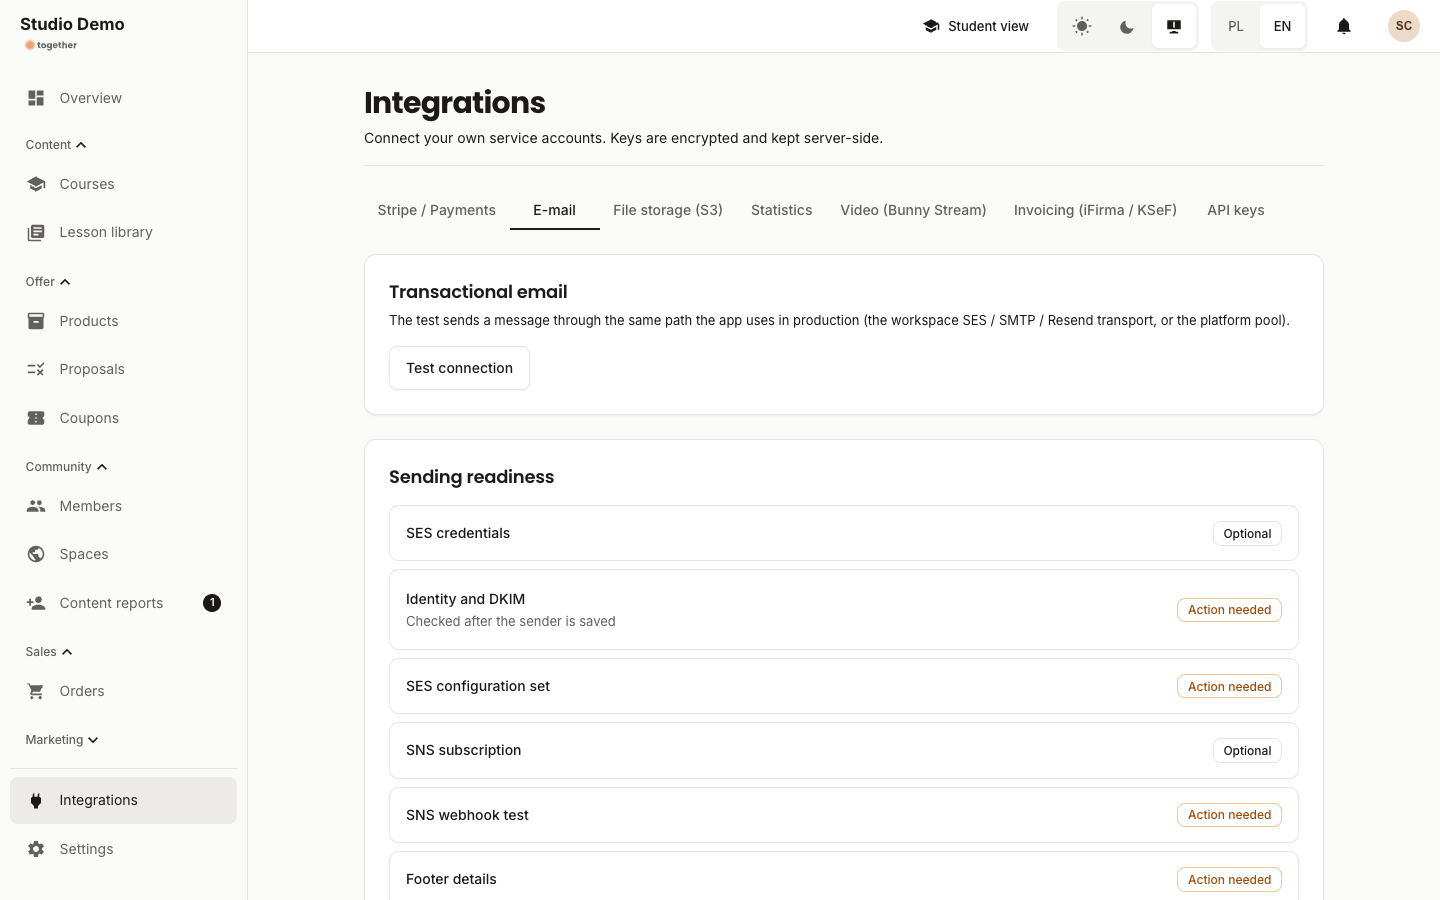 Studio Demo
together
Overview
Content
Courses
Lesson library
Offer
Products
Proposals
Coupons
Community
Members
Spaces
Content reports
1
Sales
Orders
Marketing
Integrations
Settings
Student view
PL
EN
SC
Integrations
Connect your own service accounts. Keys are encrypted and kept server-side.
Stripe / Payments
E-mail
File storage (S3)
Statistics
Video (Bunny Stream)
Invoicing (iFirma / KSeF)
API keys
Transactional email
The test sends a message through the same path the app uses in production (the workspace SES / SMTP / Resend transport, or the platform pool).
Test connection
Sending readiness
SES credentials
Optional
Identity and DKIM
Checked after the sender is saved
Action needed
SES configuration set
Action needed
SNS subscription
Optional
SNS webhook test
Action needed
Footer details
Action needed